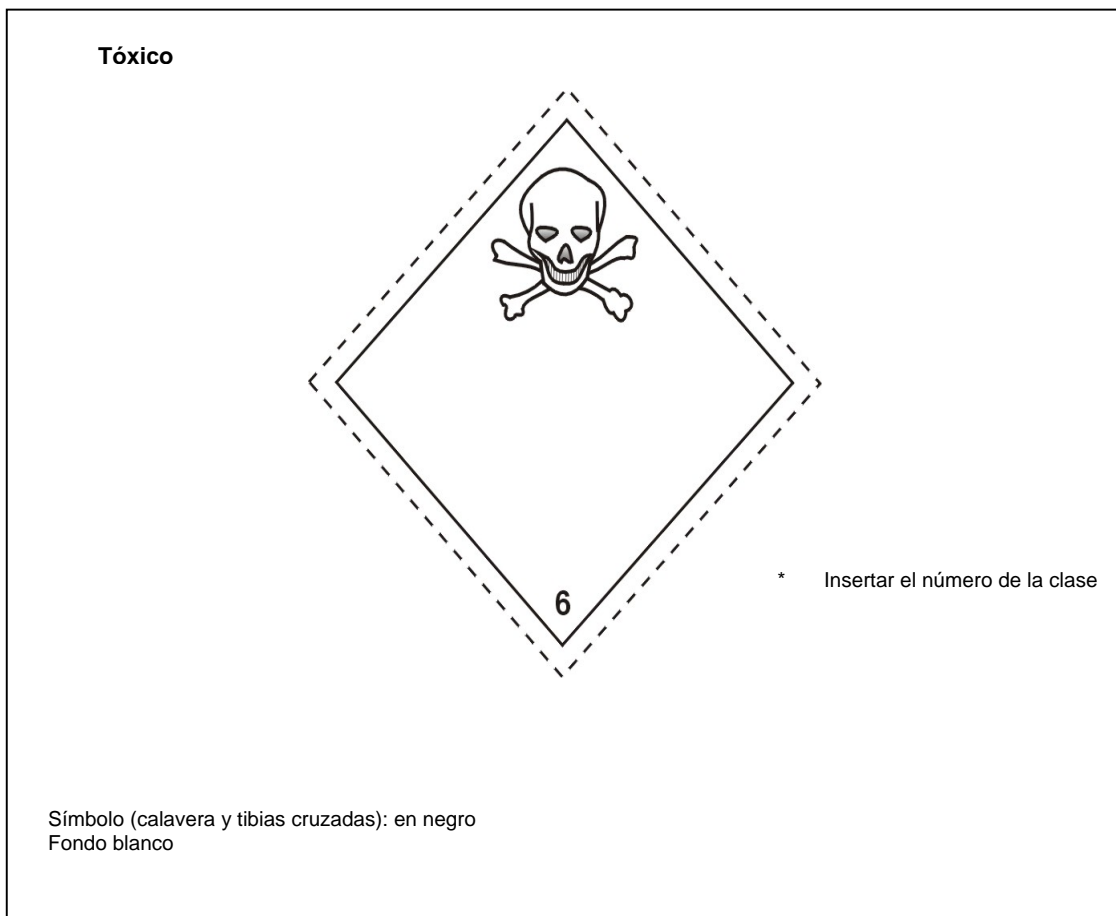 Tóxico
6
* Insertar el número de la clase
Símbolo (calavera y tibias cruzadas): en negro
Fondo blanco